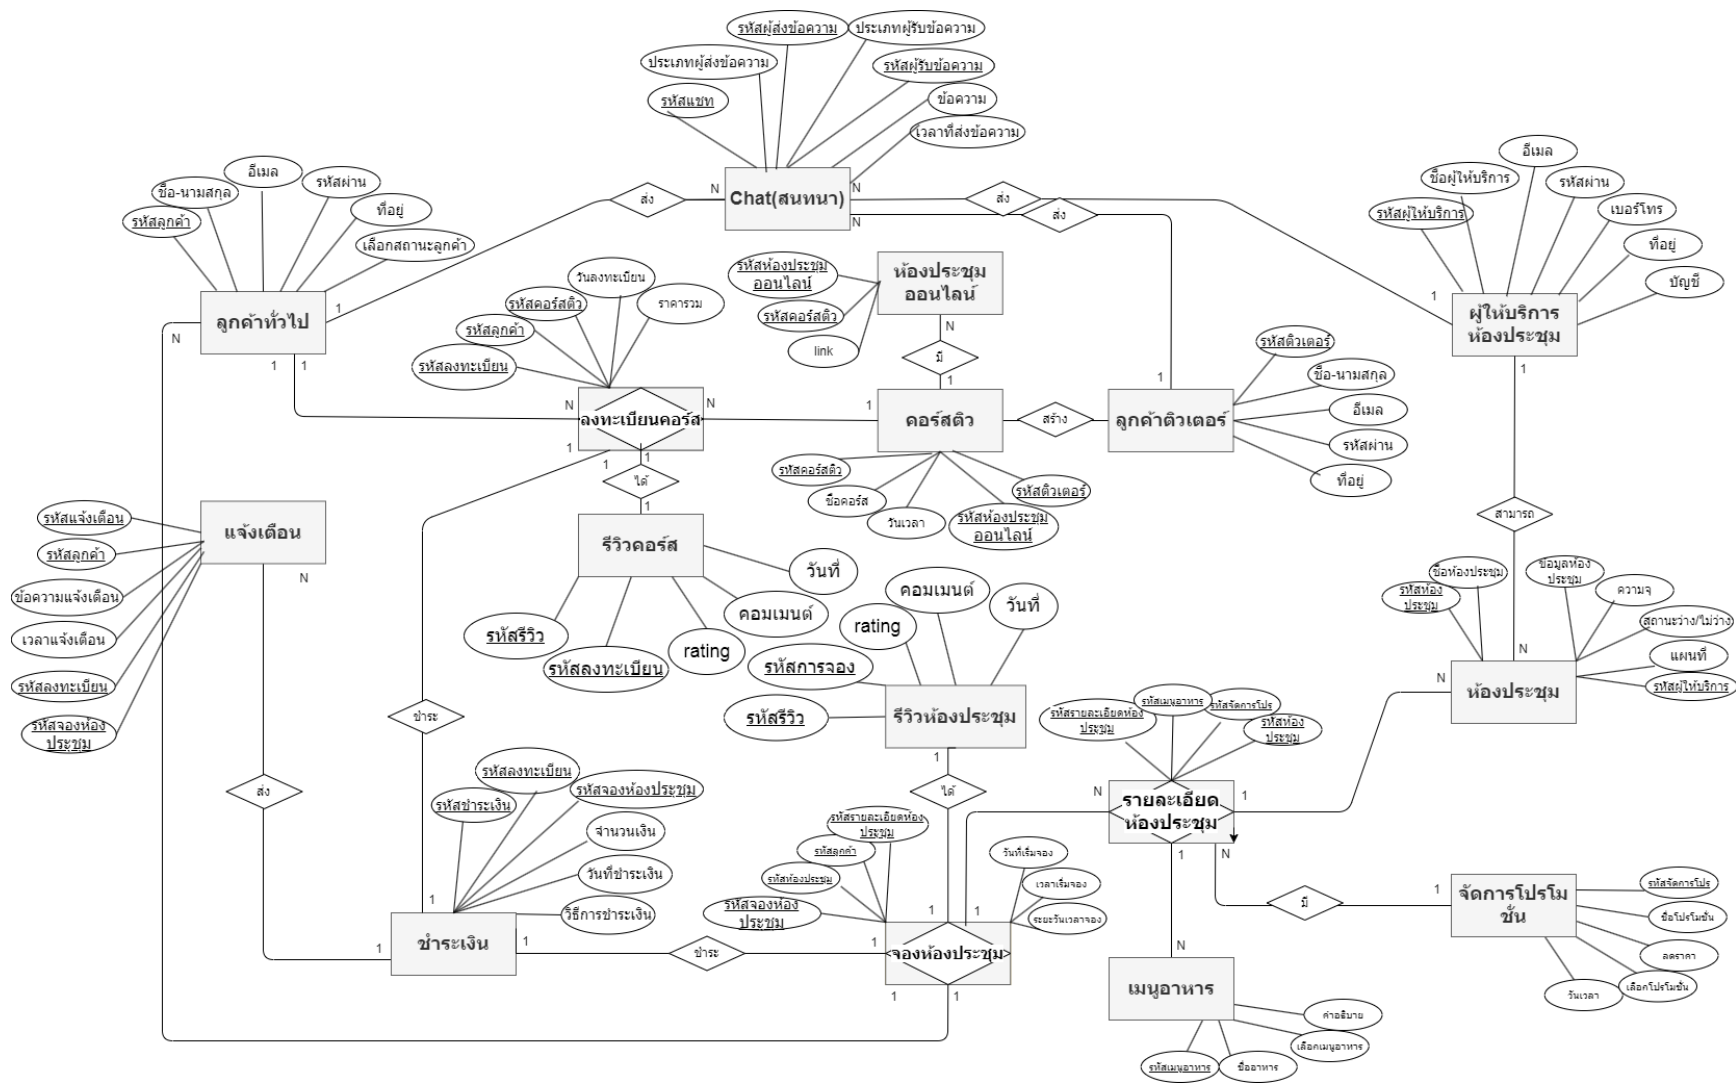 รหัสผู้ส่งข้อความ
ประเภทผู้รับข้อความ
ประเภทผู้ส่งข้อความ
รหัสผู้รับข้อความ
รหัสแชท
ข้อความ
เวลาที่ส่งข้อความ
Chat(สนทนา)
N
N
N
ส่ง
ส่ง
ส่ง
อีเมล
ชื่อ-นามสกุล
รหัสผ่าน
รหัสลูกค้า
ที่อยู่
เลือกสถานะลูกค้า
ลูกค้าทั่วไป
1
N
1
1
อีเมล
ชื่อผู้ให้บริการ
รหัสผ่าน
รหัสผู้ให้บริการ
เบอร์โทร
ที่อยู่
บัญชี
ผู้ให้บริการ
ห้องประชุม
1
1
รหัสห้องประชุม
ออนไลน์
รหัสคอร์สติว
link
ห้องประชุม
ออนไลน์
N
มี
1
วันลงทะเบียน
รหัสคอร์สติว
ราคารวม
รหัสลูกค้า
รหัสลงทะเบียน
ลงทะเบียนคอร์ส
N
N
1
1
1
คอร์สติว
1
สร้าง
ลูกค้าติวเตอร์
1
รหัสติวเตอร์
ชื่อ-นามสกุล
อีเมล
รหัสผ่าน
ที่อยู่
รหัสคอร์สติว
ชื่อคอร์ส
วันเวลา
รหัสติวเตอร์
รหัสห้องประชุม
ออนไลน์
ได้
1
รีวิวคอร์ส
วันที่
คอมเมนต์
rating
รหัสรีวิว
รหัสลงทะเบียน
แจ้งเตือน
N
รหัสแจ้งเตือน
รหัสลูกค้า
ข้อความแจ้งเตือน
เวลาแจ้งเตือน
รหัสลงทะเบียน
รหัสจองห้อง
ประชุม
สามารถ
N
ชื่อห้องประชุม
รหัสห้อง
ประชุม
ข้อมูลห้อง
ประชุม
ความจุ
สถานะว่าง/ไม่ว่าง
แผนที่
รหัสผู้ให้บริการ
ห้องประชุม
N
คอมเมนต์
วันที่
rating
รหัสการจอง
รหัสรีวิว
รีวิวห้องประชุม
1
ได้
ชำระ
ส่ง
รหัสเมนูอาหาร
รหัสจัดการโปร
รหัสรายละเอียดห้อง
ประชุม
รหัสห้อง
ประชุม
รายละเอียด
ห้องประชุม
N
1
1
N
รหัสลงทะเบียน
รหัสจองห้องประชุม
รหัสชำระเงิน
จำนวนเงิน
วันที่ชำระเงิน
วิธีการชำระเงิน
ชำระเงิน
1
1
1
ชำระ
1
รหัสรายละเอียดห้อง
ประชุม
รหัสลูกค้า
รหัสห้องประชุม
รหัสจองห้อง
ประชุม
วันที่เริ่มจอง
เวลาเริ่มจอง
ระยะวันเวลาจอง
จองห้องประชุม
1
1
1
1
มี
1
จัดการโปรโม
ชั่น
รหัสจัดการโปร
ชื่อโปรโมชั่น
ลดราคา
เลือกโปรโมชั่น
วันเวลา
N
เมนูอาหาร
คำอธิบาย
เลือกเมนูอาหาร
รหัสเมนูอาหาร
ชื่ออาหาร